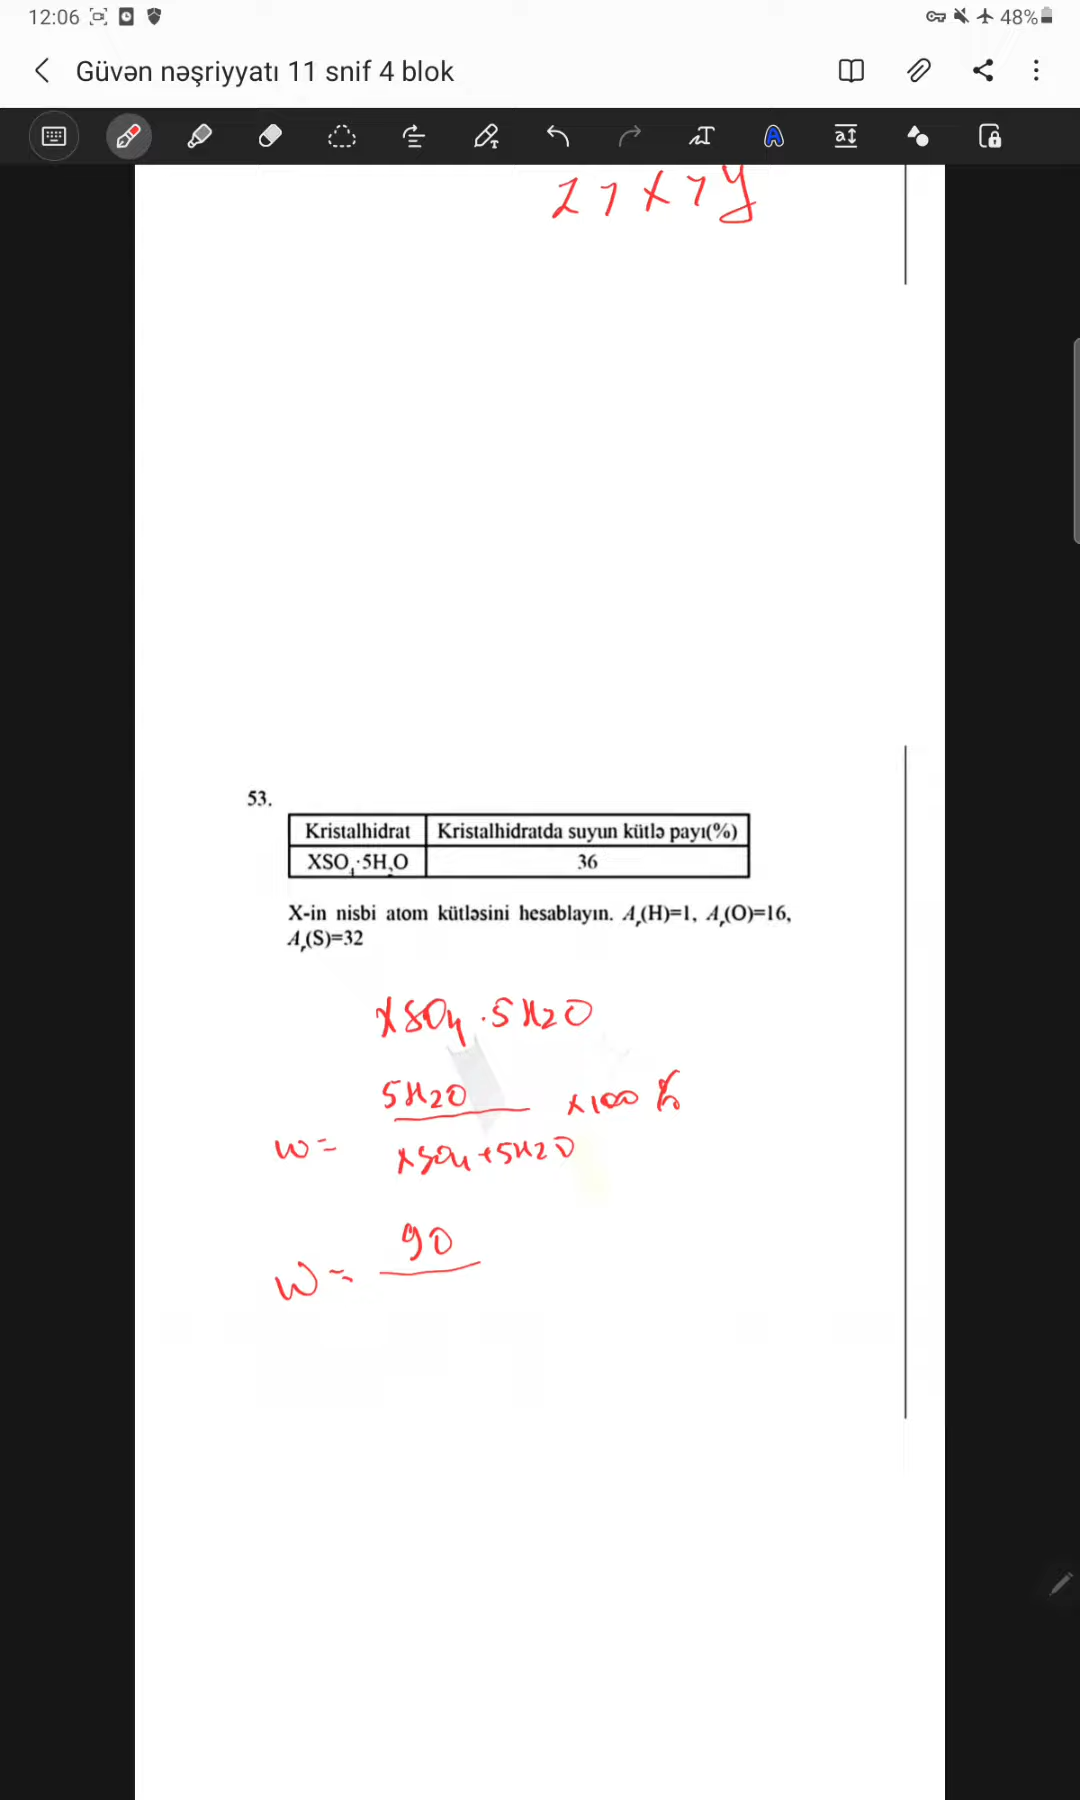 12:06
48%
Güvən nəşriyyatı 11 snif 4 blok
27X7Y
53.
Kristalhidrat Kristalhidratda suyun kütlə payı(%)
XSO₄·5H₂O 36
X-in nisbi atom kütləsini hesablayın. Aᵣ(H)=1, Aᵣ(O)=16,
Aᵣ(S)=32
XSO4 · 5H2O
5H2O
x100 %
w =
XSO4+5H2O
90
W =